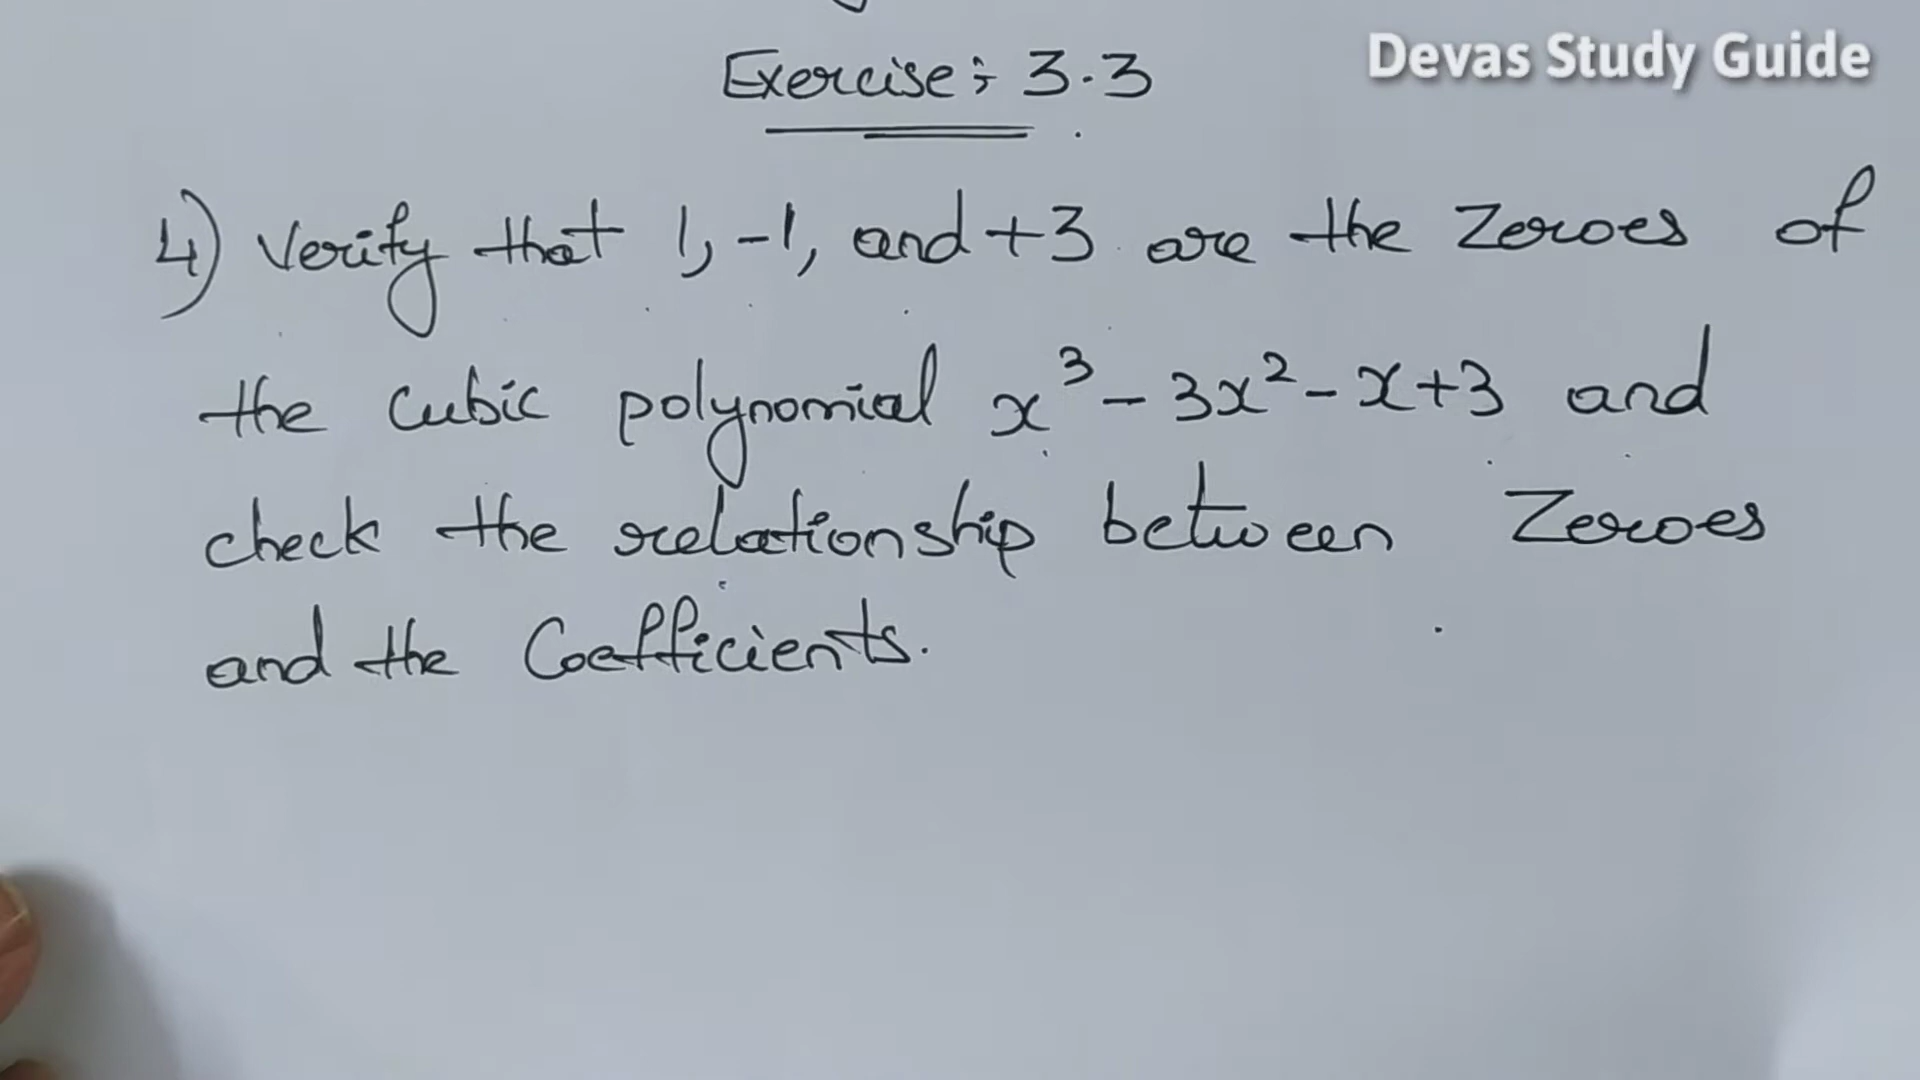 Devas Study Guide
Exercise: 3.3
4) Verify that 1, -1, and +3 are the Zeroes of
the cubic polynomial x³ - 3x² - x + 3 and
check the relationship between Zeroes
and the Coefficients.